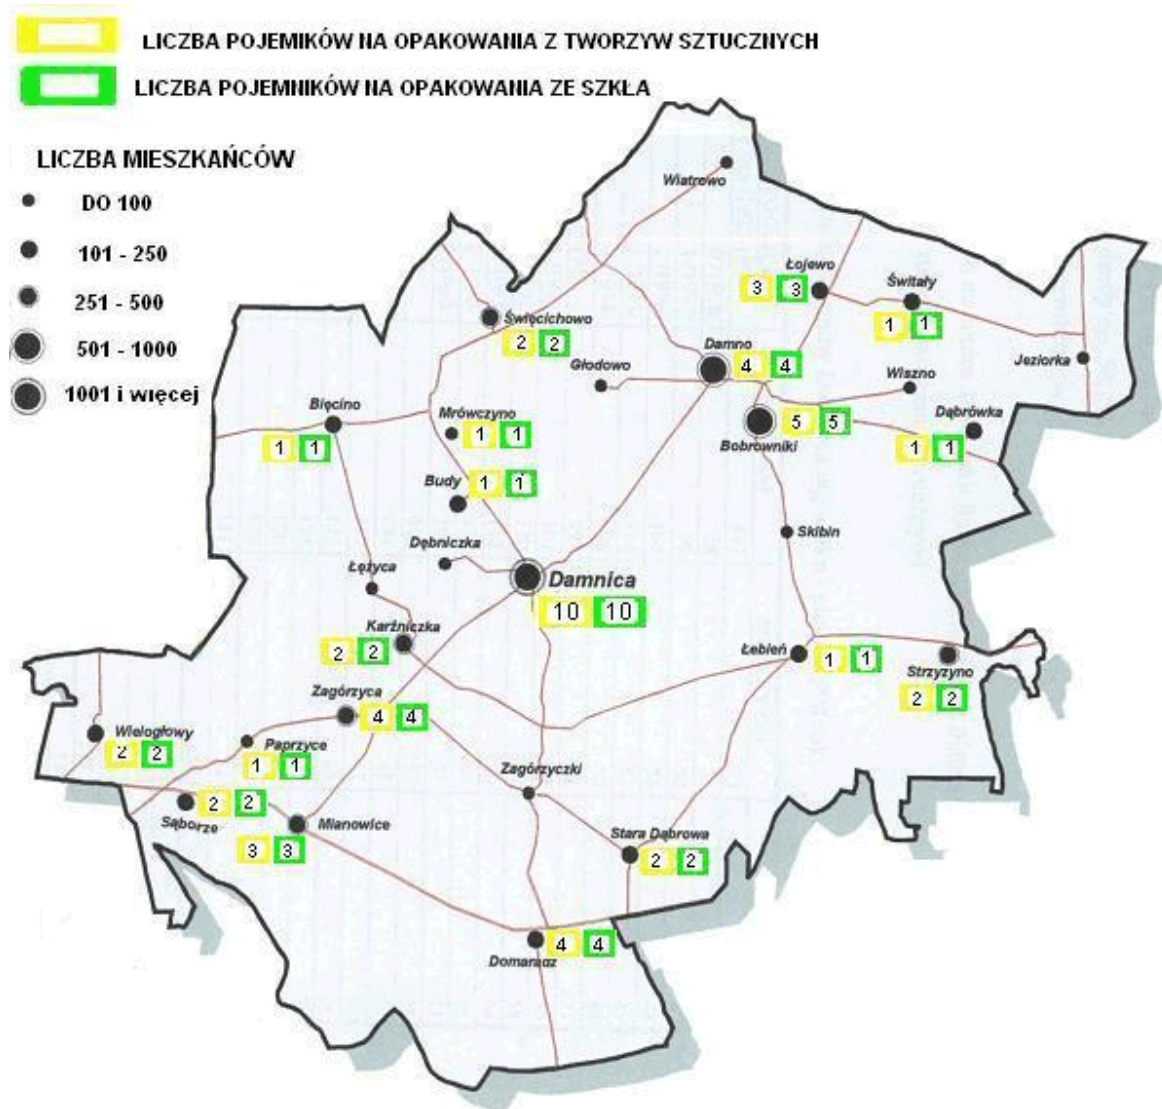 LICZBA POJEMIKÓW NA OPAKOWANIA Z TWORZYW SZTUCZNYCH
LICZBA POJEMNIKÓW NA OPAKOWANIA ZE SZKŁA
LICZBA MIESZKAŃCÓW
DO 100
101 - 250
251 - 500
501 - 1000
1001 i więcej
Wiatrowo
Łojewo
3 3
Świtały
1 1
Święcichowo
2 2
Damno
4 4
Głodowo
Wiszno
Jeziorka
Bięcino
1 1
Mrówczyno
1 1
Bobrowniki
5 5
Dąbrówka
1 1
Budy
1 1
Skibin
Dębniczka
Łężyca
Damnica
10 10
Karżniczka
2 2
Łebień
1 1
Strzyżyno
2 2
Zagórzyca
4 4
Wielogłowy
2 2
Paprzyce
1 1
Zagórzyczki
Sąborze
2 2
Mianowice
3 3
Stara Dąbrowa
2 2
Domaradz
4 4